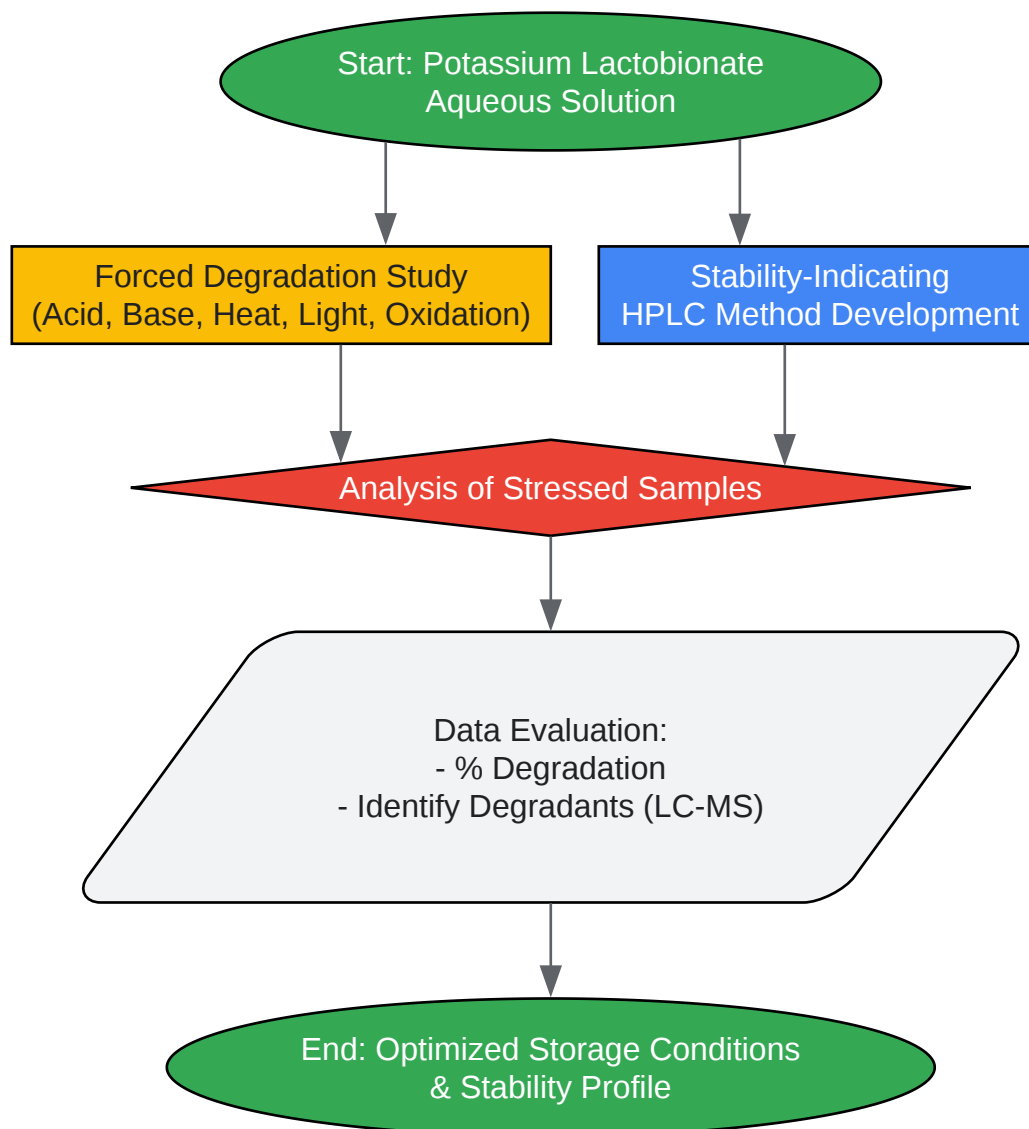 Start: Potassium Lactobionate
Aqueous Solution
Forced Degradation Study
(Acid, Base, Heat, Light, Oxidation)
Stability-Indicating
HPLC Method Development
Analysis of Stressed Samples
Data Evaluation:
- % Degradation
- Identify Degradants (LC-MS)
End: Optimized Storage Conditions
& Stability Profile